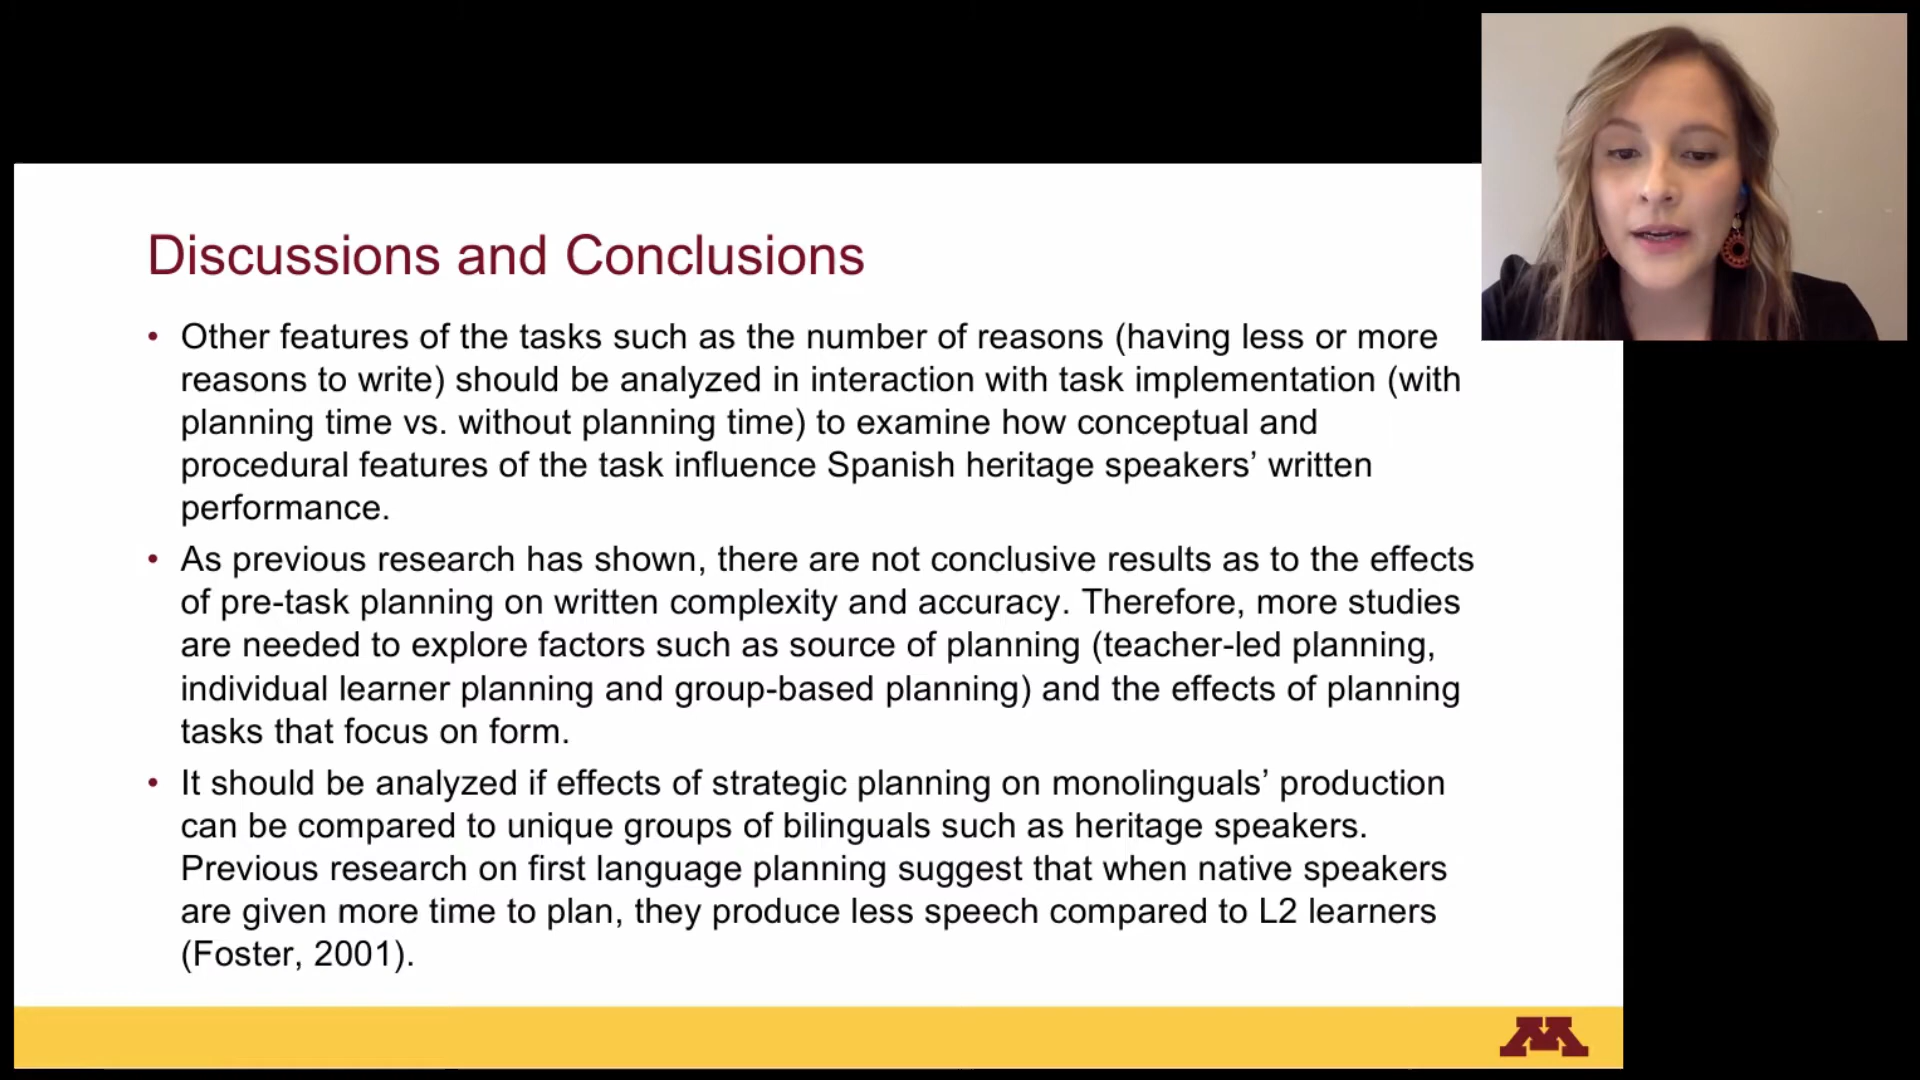 Discussions and Conclusions
• Other features of the tasks such as the number of reasons (having less or more
reasons to write) should be analyzed in interaction with task implementation (with
planning time vs. without planning time) to examine how conceptual and
procedural features of the task influence Spanish heritage speakers’ written
performance.
• As previous research has shown, there are not conclusive results as to the effects
of pre-task planning on written complexity and accuracy. Therefore, more studies
are needed to explore factors such as source of planning (teacher-led planning,
individual learner planning and group-based planning) and the effects of planning
tasks that focus on form.
• It should be analyzed if effects of strategic planning on monolinguals’ production
can be compared to unique groups of bilinguals such as heritage speakers.
Previous research on first language planning suggest that when native speakers
are given more time to plan, they produce less speech compared to L2 learners
(Foster, 2001).
M